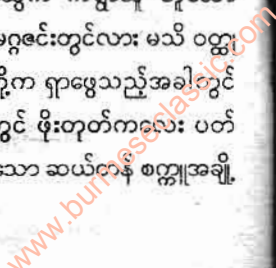 မဂ္ဂဇင်းတွင်လား မသိ ဝတ္ထု
ို့က ရှာဖွေသည့်အခါတွင်
တွင် ဖိုးတုတ်ကလေး ပတ်
သော ဆယ်တန် စက္ကူအချို့
www.burmeseclassic.com